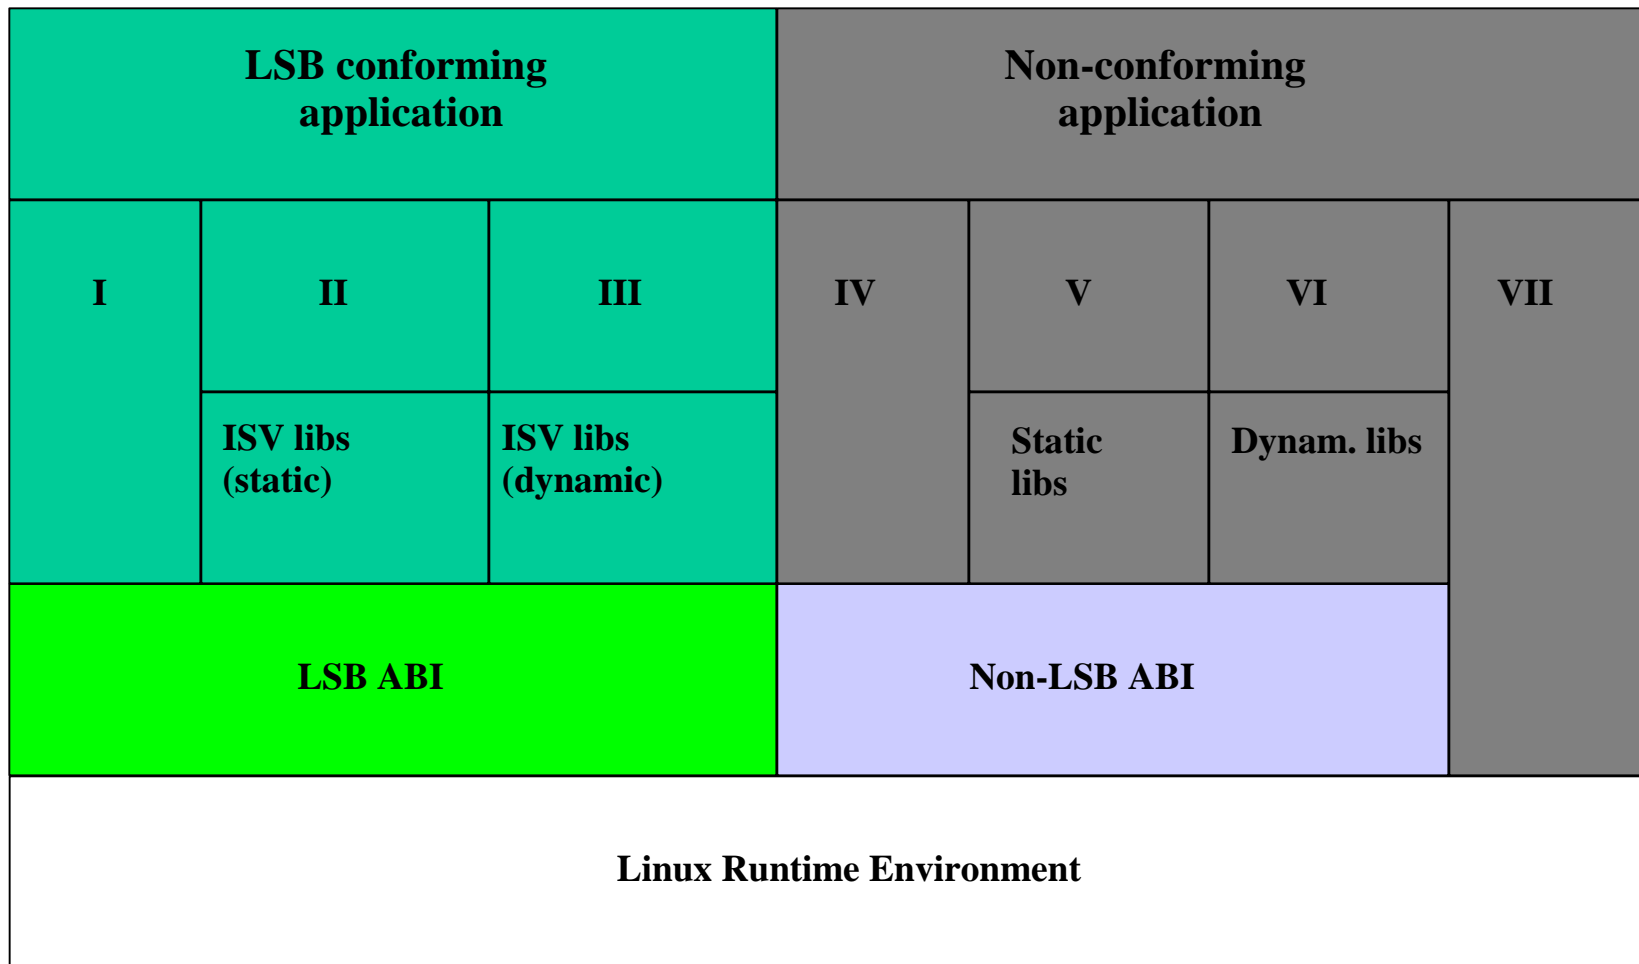 LSB conforming
application
Non-conforming
application
I
II
III
IV
V
VI
VII
ISV libs
(static)
ISV libs
(dynamic)
Static
libs
Dynam. libs
LSB ABI
Non-LSB ABI
Linux Runtime Environment